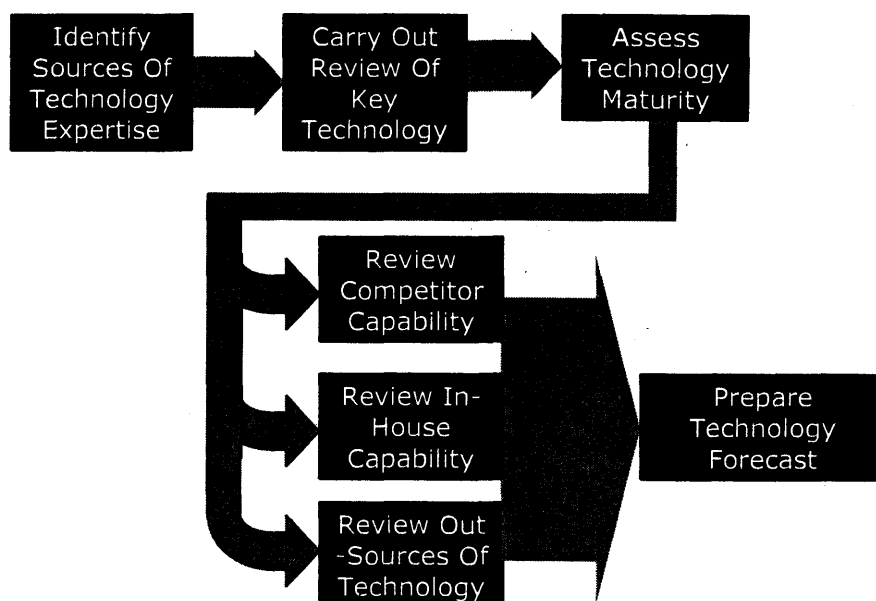 Identify
Sources Of
Technology
Expertise
Carry Out
Review Of
Key
Technology
Assess
Technology
Maturity
Review
Competitor
Capability
Review In-
House
Capability
Review Out
-Sources Of
Technology
Prepare
Technology
Forecast